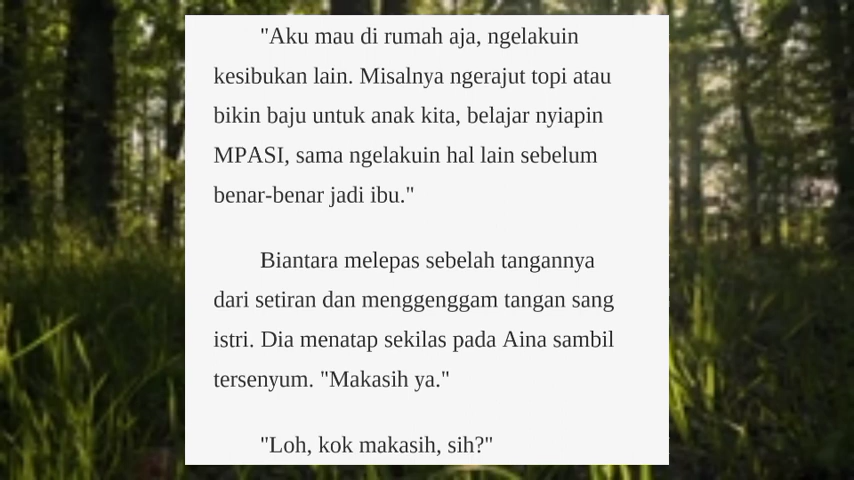 "Aku mau di rumah aja, ngelakuin
kesibukan lain. Misalnya ngerajut topi atau
bikin baju untuk anak kita, belajar nyiapin
MPASI, sama ngelakuin hal lain sebelum
benar-benar jadi ibu."
Biantara melepas sebelah tangannya
dari setiran dan menggenggam tangan sang
istri. Dia menatap sekilas pada Aina sambil
tersenyum. "Makasih ya."
"Loh, kok makasih, sih?"